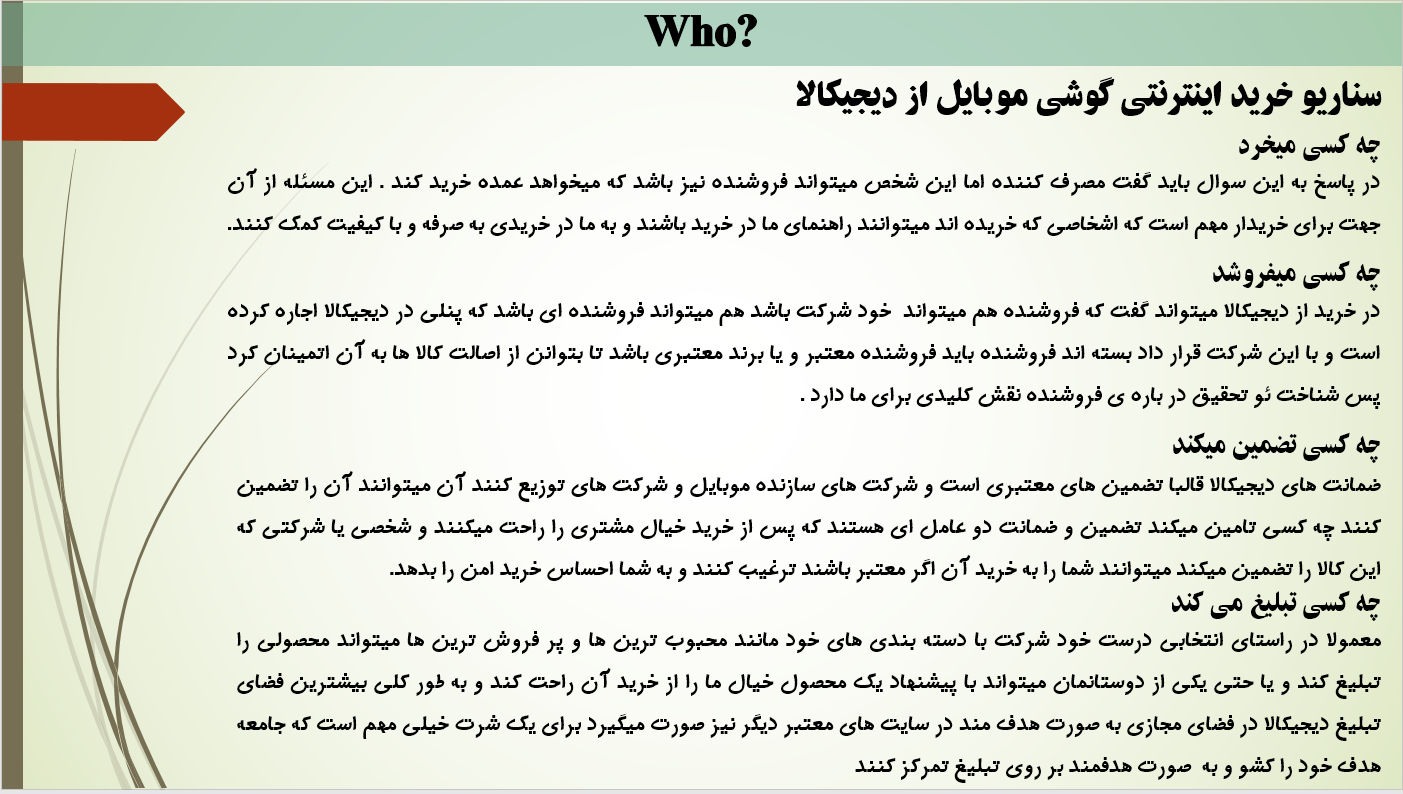 Who?
سناریو خرید اینترنتی گوشی موبایل از دیجیکالا
چه کسی میخرد
در پاسخ به این سوال باید گفت مصرف کننده اما این شخص میتواند فروشنده نیز باشد که میخواهد عمده خرید کند . این مسئله از آن
جهت برای خریدار مهم است که اشخاصی که خریده اند میتوانند راهنمای ما در خرید باشند و به ما در خریدی به صرفه و با کیفیت کمک کنند.
چه کسی میفروشد
در خرید از دیجیکالا میتواند گفت که فروشنده هم میتواند خود شرکت باشد هم میتواند فروشنده ای باشد که پنلی در دیجیکالا اجاره کرده
است و با این شرکت قرار داد بسته اند فروشنده باید فروشنده معتبر و یا برند معتبری باشد تا بتوانن از اصالت کالا ها به آن اتمینان کرد
پس شناخت ئو تحقیق در باره ی فروشنده نقش کلیدی برای ما دارد .
چه کسی تضمین میکند
ضمانت های دیجیکالا قالبا تضمین های معتبری است و شرکت های سازنده موبایل و شرکت های توزیع کنند آن میتوانند آن را تضمین
کنند چه کسی تامین میکند تضمین و ضمانت دو عامل ای هستند که پس از خرید خیال مشتری را راحت میکنند و شخصی یا شرکتی که
این کالا را تضمین میکند میتوانند شما را به خرید آن اگر معتبر باشند ترغیب کنند و به شما احساس خرید امن را بدهد.
چه کسی تبلیغ می کند
معمولا در راستای انتخابی درست خود شرکت با دسته بندی های خود مانند محبوب ترین ها و پر فروش ترین ها میتواند محصولی را
تبلیغ کند و یا حتی یکی از دوستانمان میتواند با پیشنهاد یک محصول خیال ما را از خرید آن راحت کند و به طور کلی بیشترین فضای
تبلیغ دیجیکالا در فضای مجازی به صورت هدف مند در سایت های معتبر دیگر نیز صورت میگیرد برای یک شرت خیلی مهم است که جامعه
هدف خود را کشو و به صورت هدفمند بر روی تبلیغ تمرکز کنند